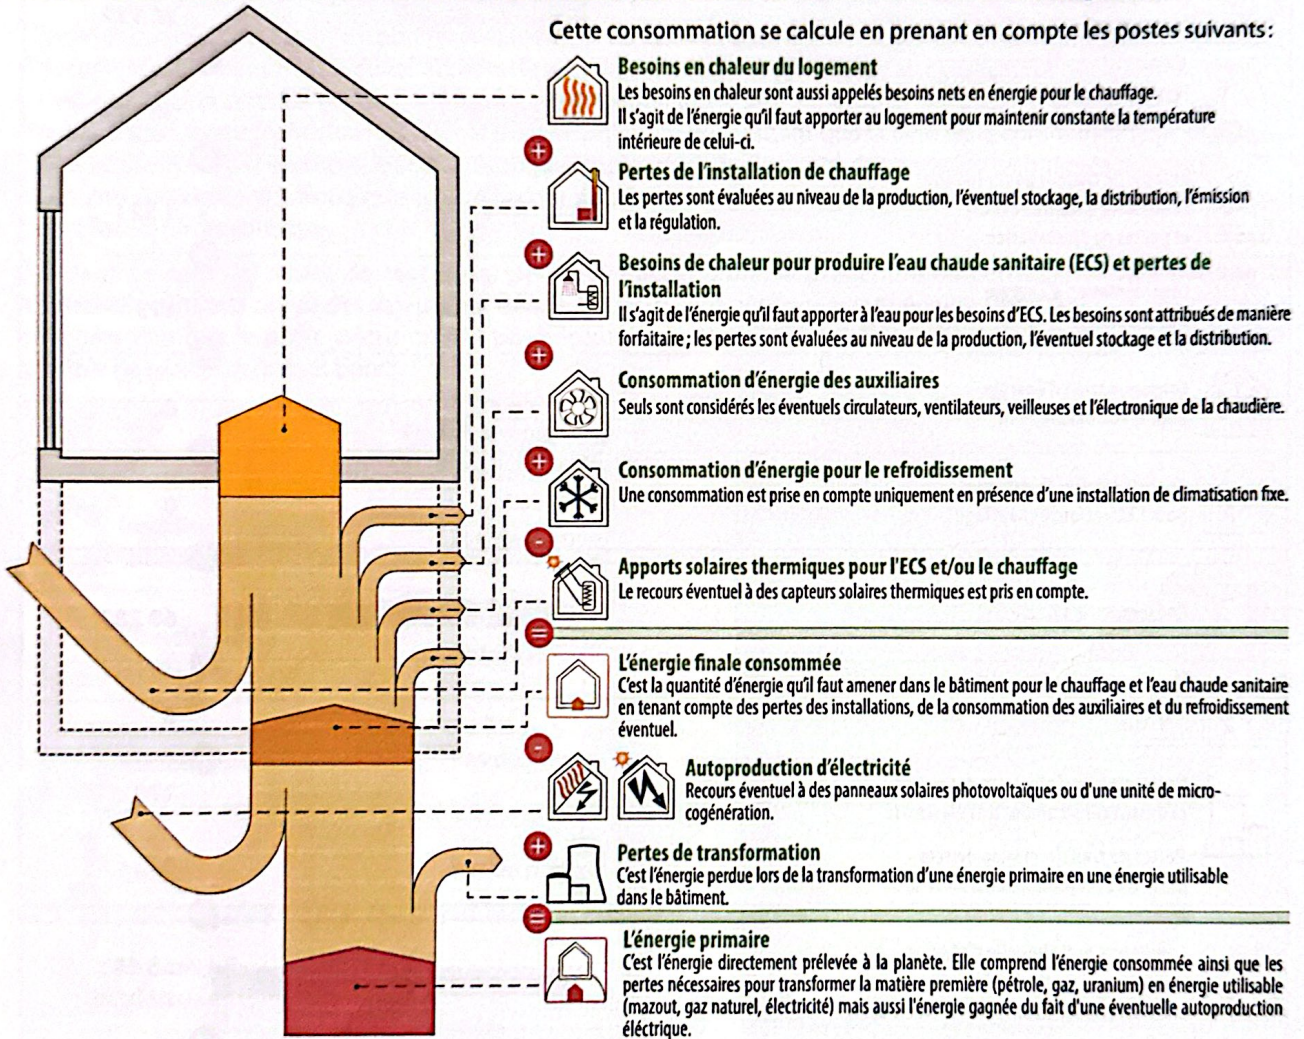 Cette consommation se calcule en prenant en compte les postes suivants:
Besoins en chaleur du logement
Les besoins en chaleur sont aussi appelés besoins nets en énergie pour le chauffage.
Il s'agit de l'énergie qu'il faut apporter au logement pour maintenir constante la température
intérieure de celui-ci.
+
Pertes de l'installation de chauffage
Les pertes sont évaluées au niveau de la production, l'éventuel stockage, la distribution, l'émission
et la régulation.
+
Besoins de chaleur pour produire l'eau chaude sanitaire (ECS) et pertes de
l'installation
Il s'agit de l'énergie qu'il faut apporter à l'eau pour les besoins d'ECS. Les besoins sont attribués de manière
forfaitaire; les pertes sont évaluées au niveau de la production, l'éventuel stockage et la distribution.
+
Consommation d'énergie des auxiliaires
Seuls sont considérés les éventuels circulateurs, ventilateurs, veilleuses et l'électronique de la chaudière.
+
Consommation d'énergie pour le refroidissement
Une consommation est prise en compte uniquement en présence d'une installation de climatisation fixe.
-
Apports solaires thermiques pour l'ECS et/ou le chauffage
Le recours éventuel à des capteurs solaires thermiques est pris en compte.
=
L'énergie finale consommée
C'est la quantité d'énergie qu'il faut amener dans le bâtiment pour le chauffage et l'eau chaude sanitaire
en tenant compte des pertes des installations, de la consommation des auxiliaires et du refroidissement
éventuel.
-
Autoproduction d'électricité
Recours éventuel à des panneaux solaires photovoltaïques ou d'une unité de micro-
cogénération.
+
Pertes de transformation
C'est l'énergie perdue lors de la transformation d'une énergie primaire en une énergie utilisable
dans le bâtiment.
=
L'énergie primaire
C'est l'énergie directement prélevée à la planète. Elle comprend l'énergie consommée ainsi que les
pertes nécessaires pour transformer la matière première (pétrole, gaz, uranium) en énergie utilisable
(mazout, gaz naturel, électricité) mais aussi l'énergie gagnée du fait d'une éventuelle autoproduction
éléctrique.